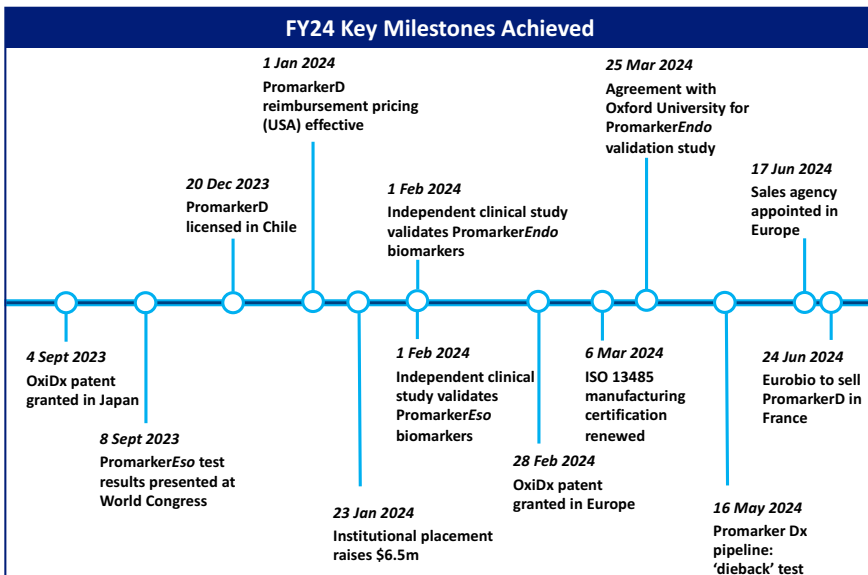 FY24 Key Milestones Achieved
1 Jan 2024
PromarkerD
reimbursement pricing
(USA) effective
25 Mar 2024
Agreement with
Oxford University for
PromarkerEndo
validation study
20 Dec 2023
PromarkerD
licensed in Chile
1 Feb 2024
Independent clinical study
validates PromarkerEndo
biomarkers
17 Jun 2024
Sales agency
appointed in
Europe
4 Sept 2023
OxiDx patent
granted in Japan
1 Feb 2024
Independent clinical
study validates
PromarkerEso
biomarkers
6 Mar 2024
ISO 13485
manufacturing
certification
renewed
24 Jun 2024
Eurobio to sell
PromarkerD in
France
8 Sept 2023
PromarkerEso test
results presented at
World Congress
28 Feb 2024
OxiDx patent
granted in Europe
23 Jan 2024
Institutional placement
raises $6.5m
16 May 2024
Promarker Dx
pipeline:
‘dieback’ test